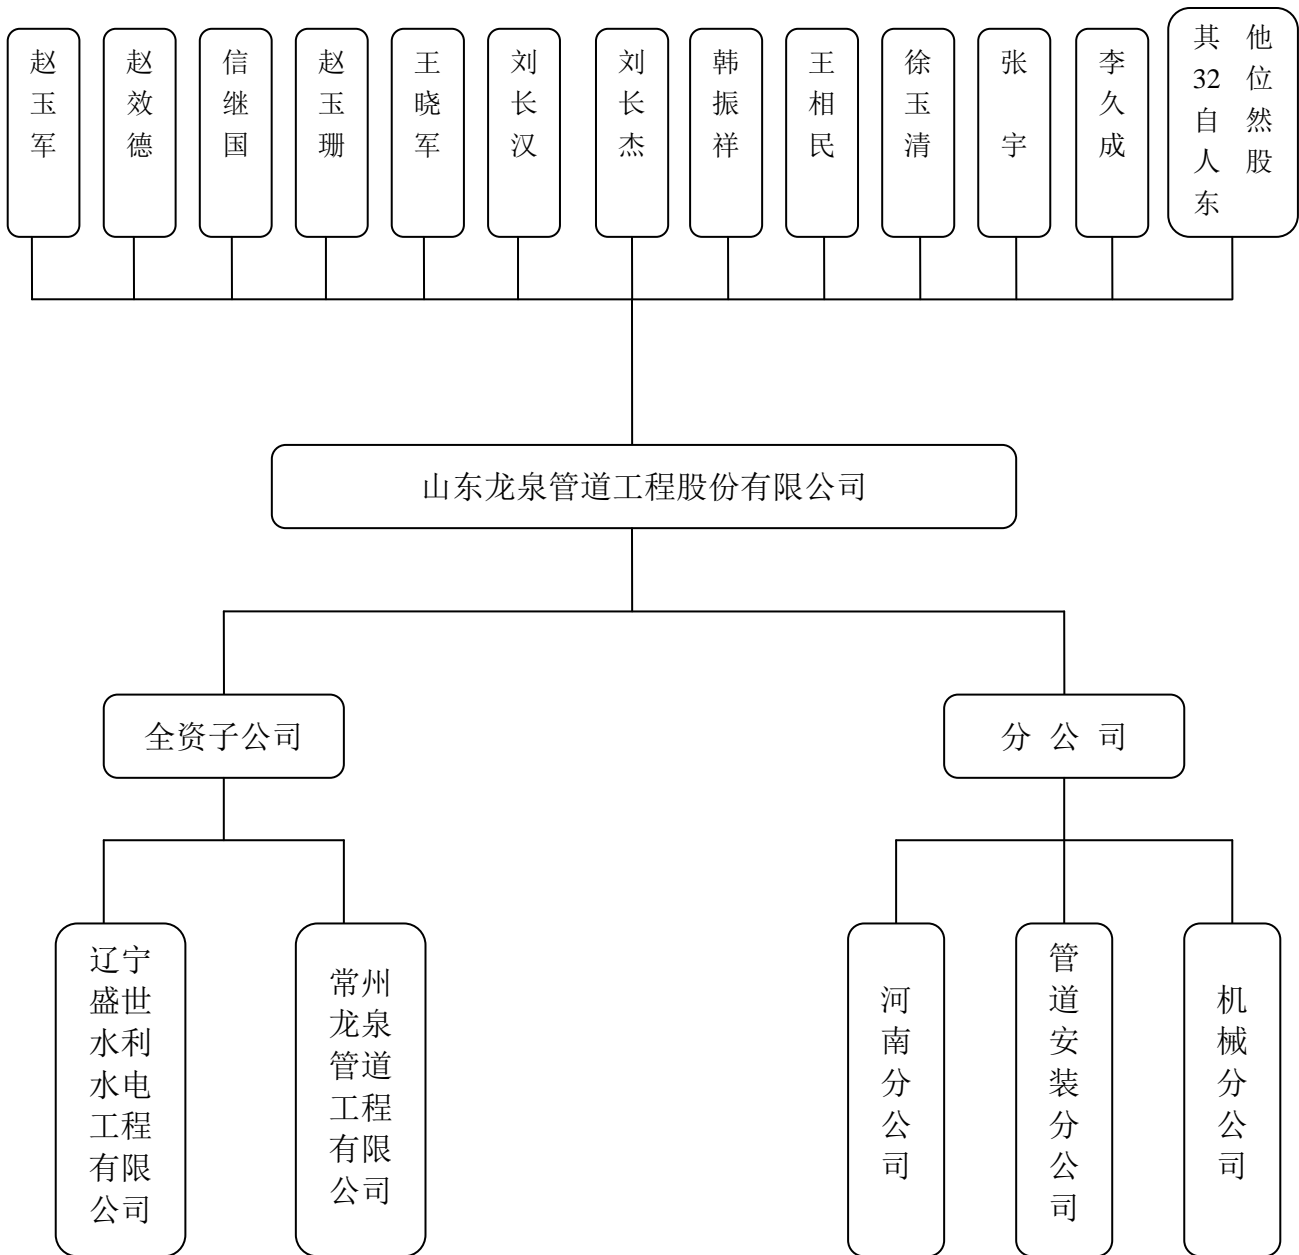 赵玉军
赵效德
信继国
赵玉珊
王晓军
刘长汉
刘长杰
韩振祥
王相民
徐玉清
张宇
李久成
其他
32位
自然
人股
东
山东龙泉管道工程股份有限公司
全资子公司
分 公 司
辽宁
盛世
水利
水电
工程
有限
公司
常州
龙泉
管道
工程
有限
公司
河南分公司
管道安装分公司
机械分公司